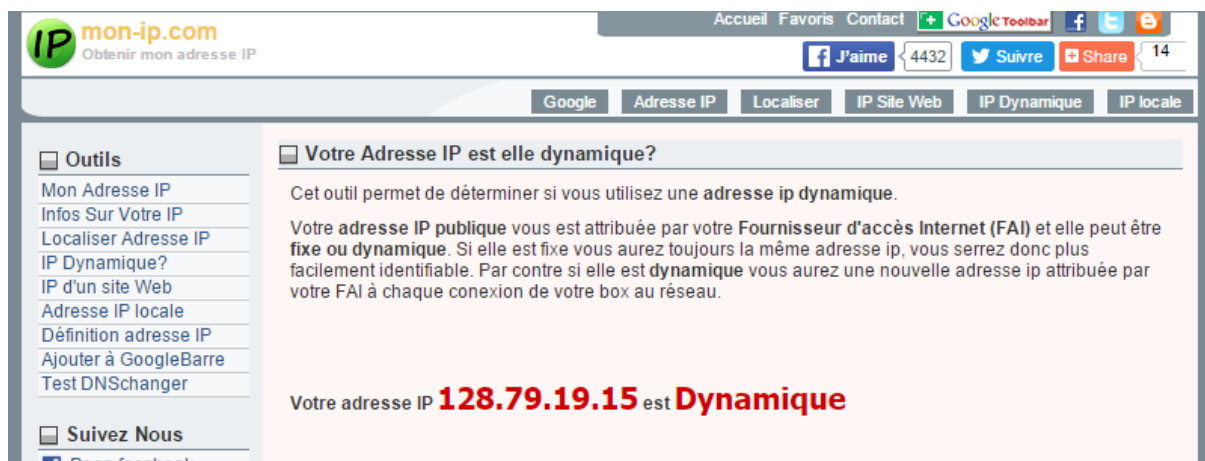 mon-ip.com
Obtenir mon adresse IP
IP
Accueil Favoris Contact Google Toolbar
J'aime 4432 Suivre Share 14
Google Adresse IP Localiser IP Site Web IP Dynamique IP locale
Outils
Mon Adresse IP
Infos Sur Votre IP
Localiser Adresse IP
IP Dynamique?
IP d'un site Web
Adresse IP locale
Définition adresse IP
Ajouter à GoogleBarre
Test DNSchanger
Suivez Nous
Page facebook
Votre Adresse IP est elle dynamique?
Cet outil permet de déterminer si vous utilisez une adresse ip dynamique.
Votre adresse IP publique vous est attribuée par votre Fournisseur d'accès Internet (FAI) et elle peut être
fixe ou dynamique. Si elle est fixe vous aurez toujours la même adresse ip, vous serrez donc plus
facilement identifiable. Par contre si elle est dynamique vous aurez une nouvelle adresse ip attribuée par
votre FAI à chaque conexion de votre box au réseau.
Votre adresse IP 128.79.19.15 est Dynamique